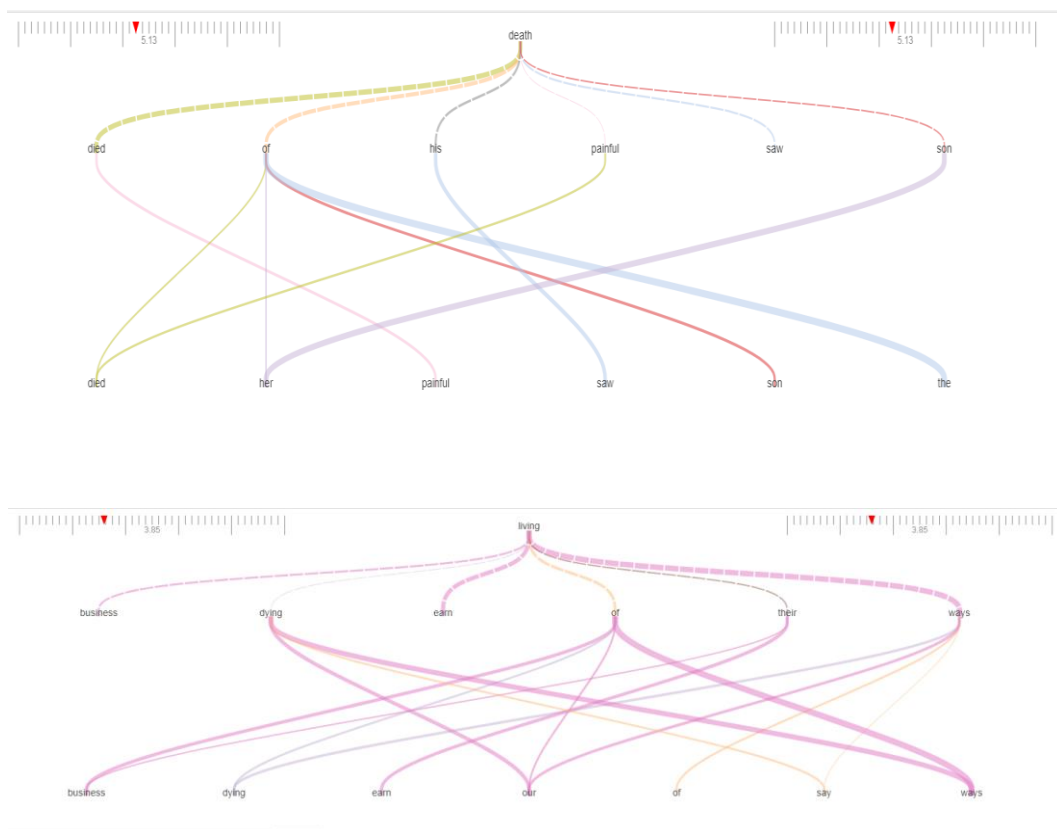 5.13 5.13
death
died of his painful saw son
died her painful saw son the
3.85 3.85
living
business dying earn of their ways
business dying earn our of say ways